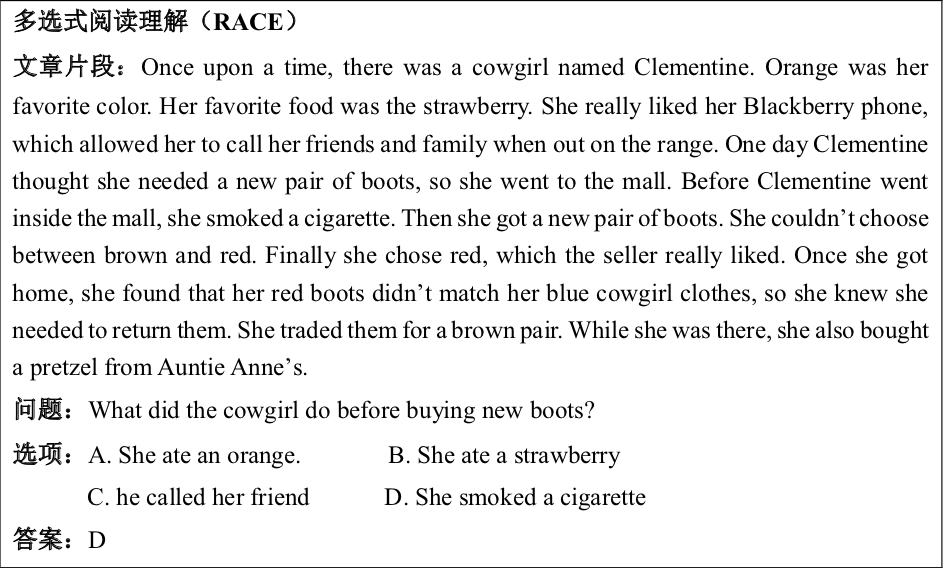 多选式阅读理解（RACE）
文章片段：Once upon a time, there was a cowgirl named Clementine. Orange was her
favorite color. Her favorite food was the strawberry. She really liked her Blackberry phone,
which allowed her to call her friends and family when out on the range. One day Clementine
thought she needed a new pair of boots, so she went to the mall. Before Clementine went
inside the mall, she smoked a cigarette. Then she got a new pair of boots. She couldn’t choose
between brown and red. Finally she chose red, which the seller really liked. Once she got
home, she found that her red boots didn’t match her blue cowgirl clothes, so she knew she
needed to return them. She traded them for a brown pair. While she was there, she also bought
a pretzel from Auntie Anne’s.
问题：What did the cowgirl do before buying new boots?
选项：A. She ate an orange. B. She ate a strawberry
C. he called her friend D. She smoked a cigarette
答案：D